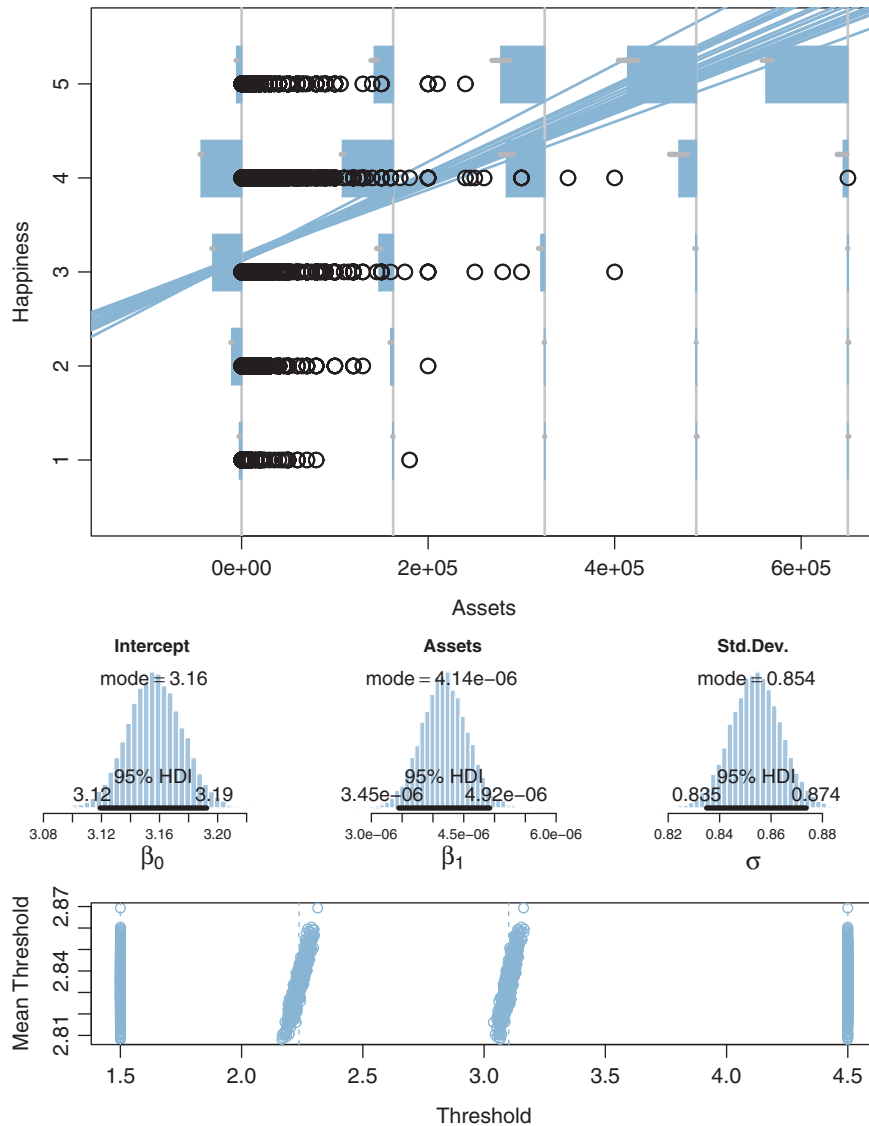 5
4
3
2
1
Happiness
0e+00 2e+05 4e+05 6e+05
Assets
Intercept Assets Std.Dev.
mode = 3.16 mode = 4.14e−06 mode = 0.854
95% HDI 95% HDI 95% HDI
3.12 3.19 3.45e−06 4.92e−06 0.835 0.874
3.08 3.12 3.16 3.20 3.0e−06 4.5e−06 6.0e−06 0.82 0.84 0.86 0.88
β0 β1 σ
2.87
2.84
2.81
Mean Threshold
1.5 2.0 2.5 3.0 3.5 4.0 4.5
Threshold